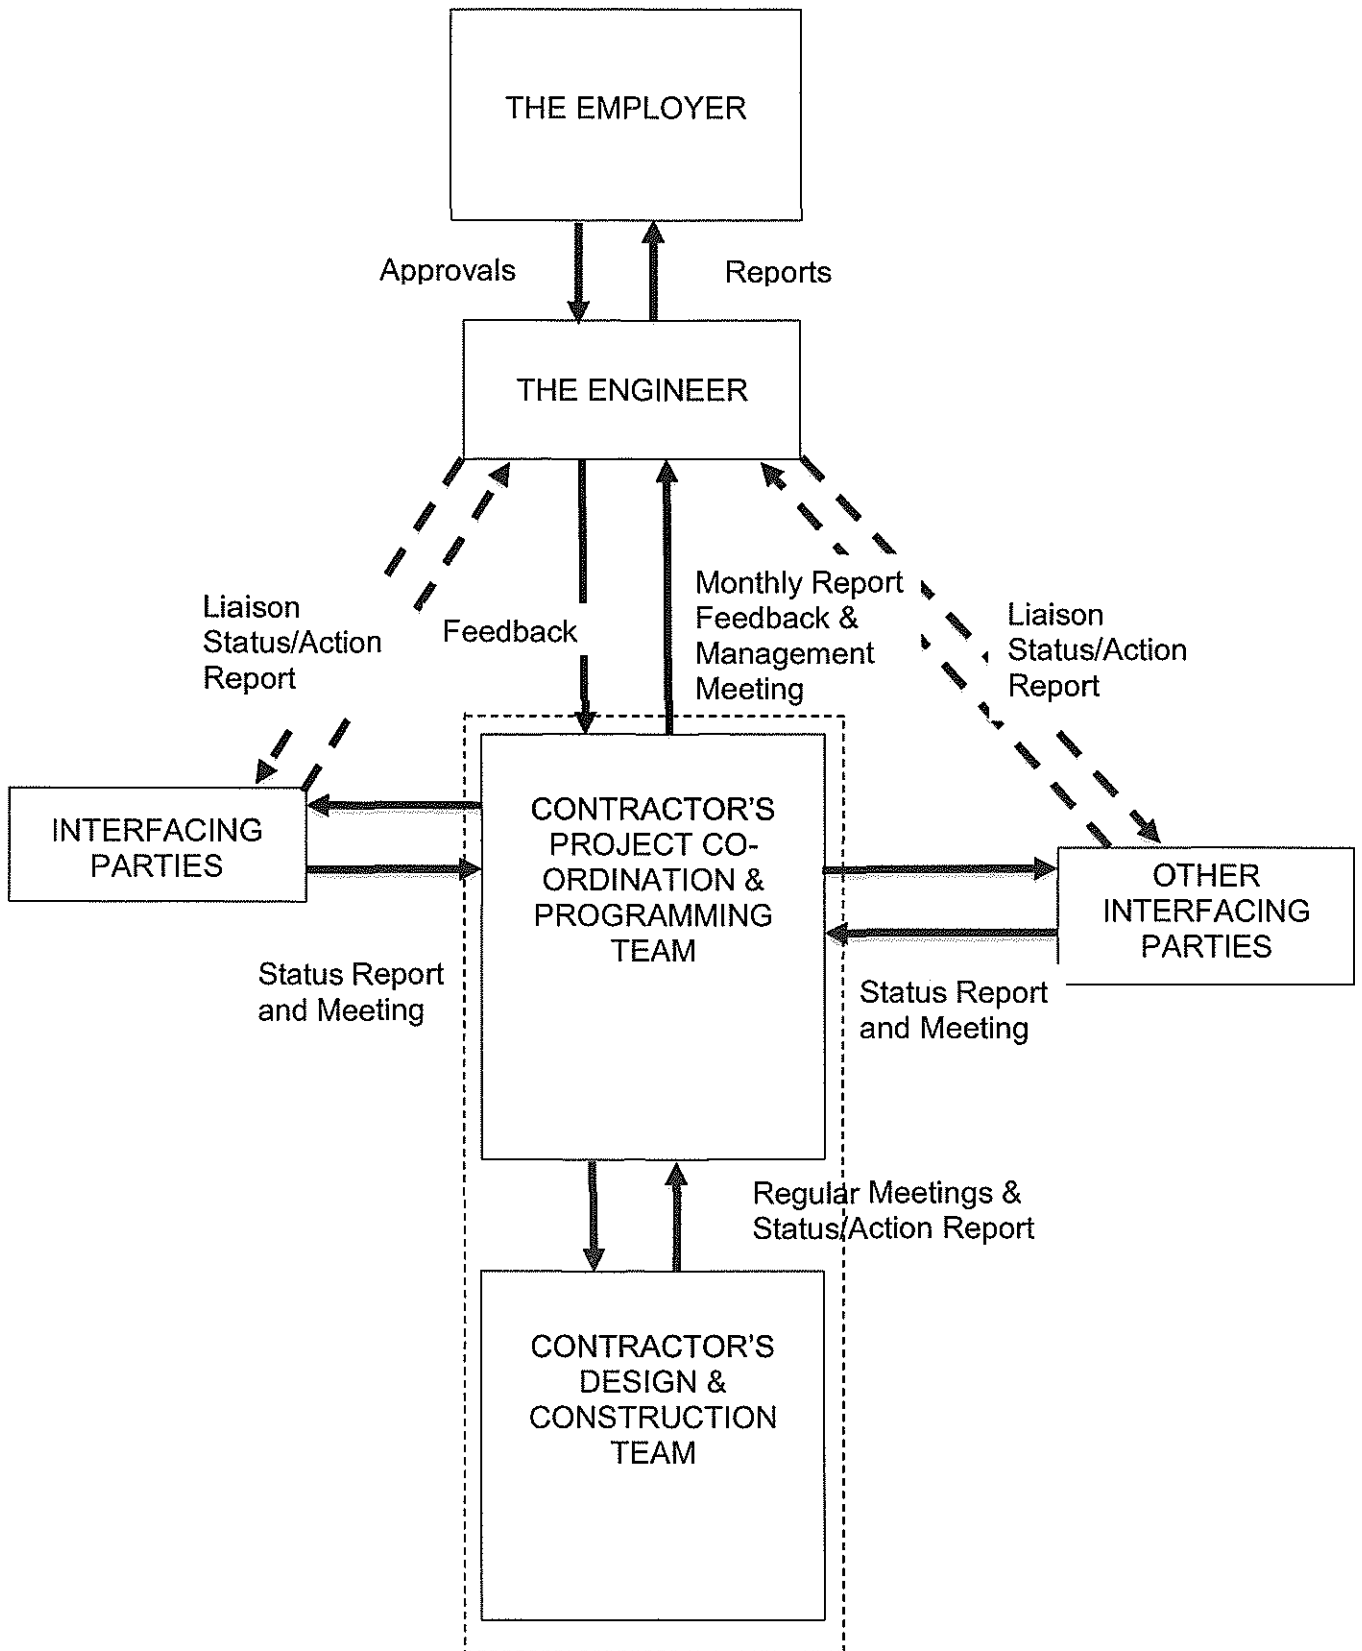 THE EMPLOYER
Approvals
Reports
THE ENGINEER
Liaison
Status/Action
Report
Feedback
Monthly Report
Feedback &
Management
Meeting
Liaison
Status/Action
Report
INTERFACING
PARTIES
CONTRACTOR'S
PROJECT CO-
ORDINATION &
PROGRAMMING
TEAM
OTHER
INTERFACING
PARTIES
Status Report
and Meeting
Status Report
and Meeting
Regular Meetings &
Status/Action Report
CONTRACTOR'S
DESIGN &
CONSTRUCTION
TEAM